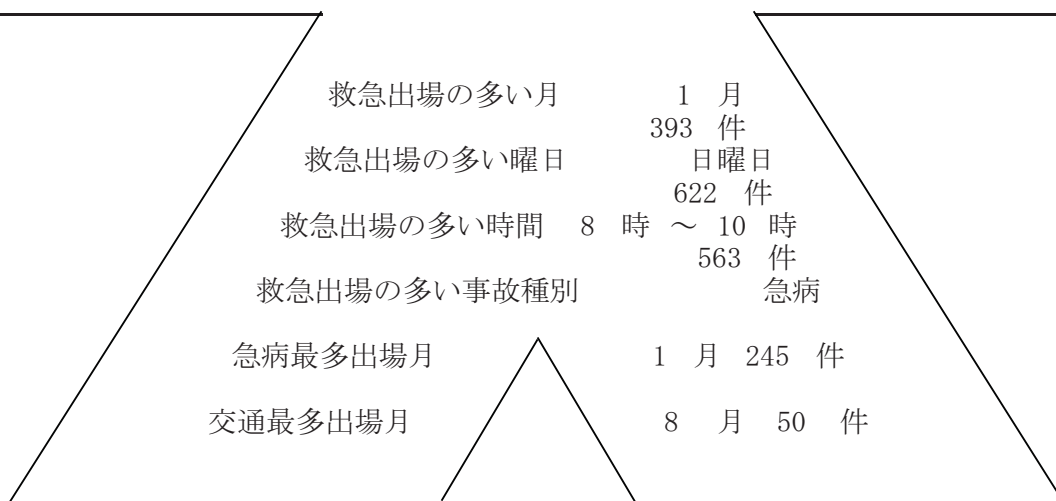 救急出場の多い月 1 月
393 件
救急出場の多い曜日 日曜日
622 件
救急出場の多い時間 8 時 ～ 10 時
563 件
救急出場の多い事故種別 急病
急病最多出場月 1 月 245 件
交通最多出場月 8 月 50 件